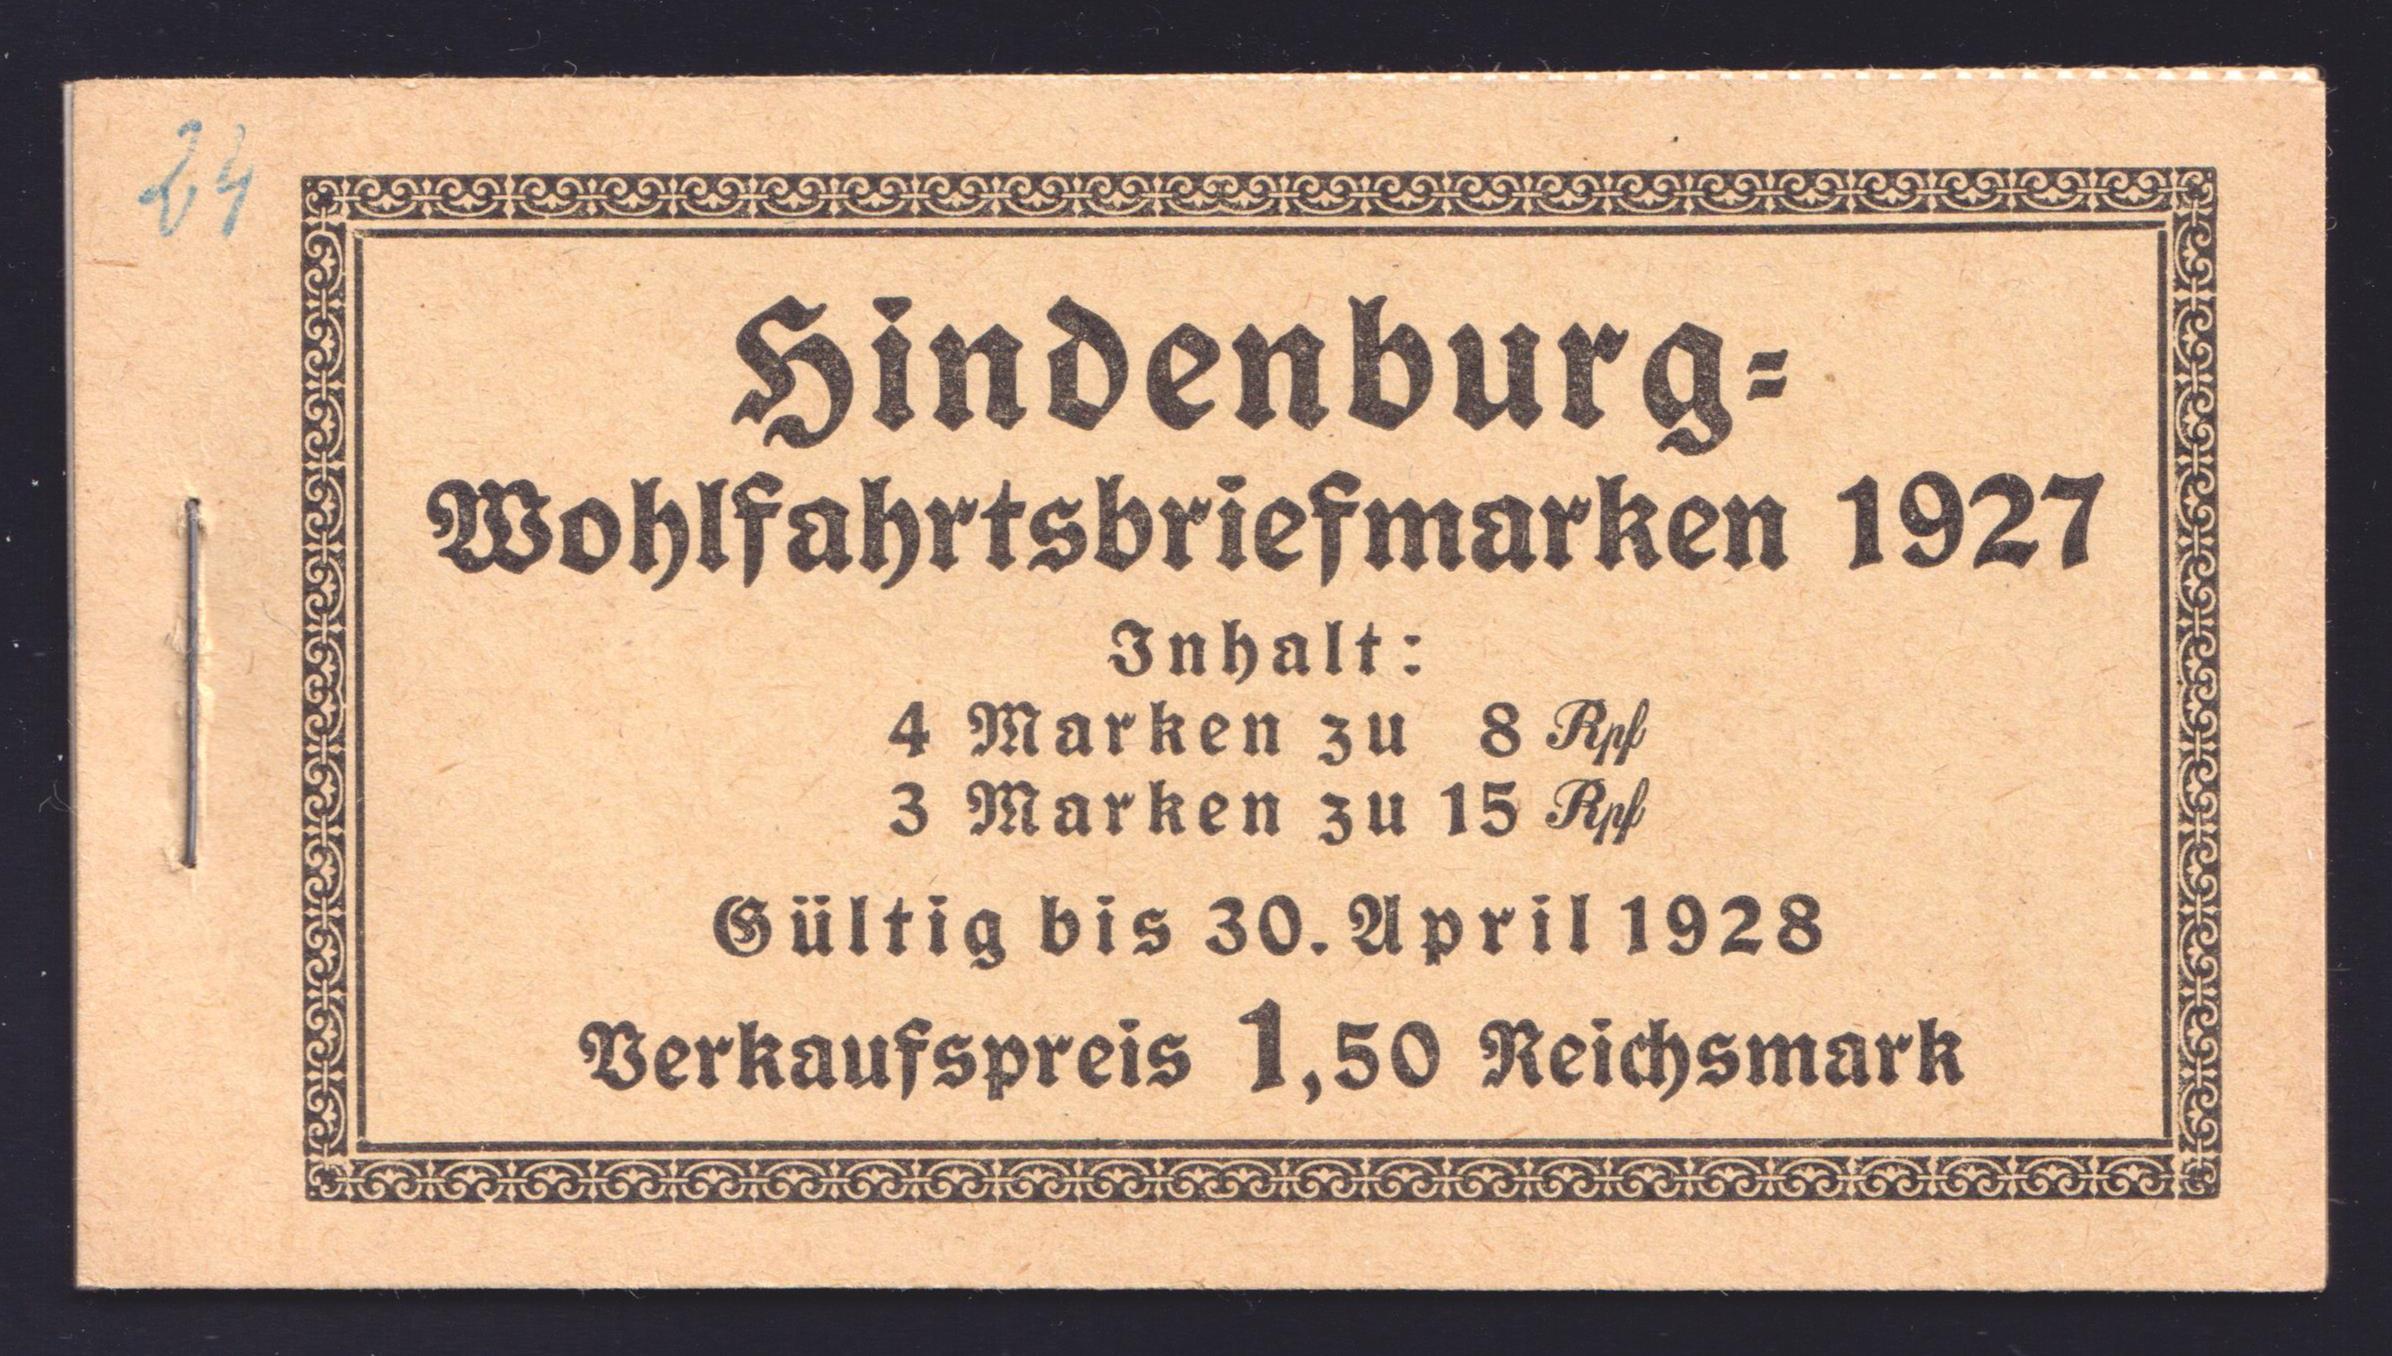 24
Hindenburg=
Wohlfahrtsbriefmarken 1927
Inhalt:
4 Marken zu 8 Rpf
3 Marken zu 15 Rpf
Gültig bis 30. April 1928
Verkaufspreis 1,50 Reichsmark